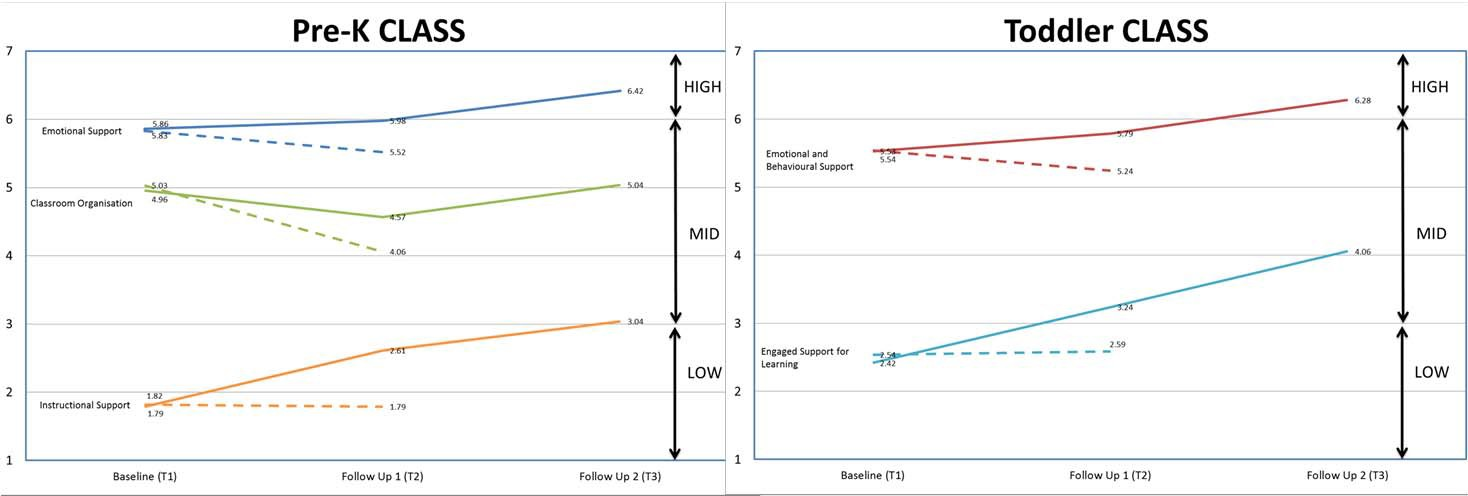 Pre-K CLASS
7
6
5
4
3
2
1
Emotional Support
Classroom Organisation
Instructional Support
5.86
5.83
5.98
5.52
6.42
5.03
4.96
4.57
4.06
5.04
1.82
1.79
2.61
1.79
3.04
HIGH
MID
LOW
Baseline (T1)
Follow Up 1 (T2)
Follow Up 2 (T3)
Toddler CLASS
7
6
5
4
3
2
1
Emotional and
Behavioural Support
Engaged Support for
Learning
5.54
5.79
5.24
6.28
2.54
2.42
3.24
2.59
4.06
HIGH
MID
LOW
Baseline (T1)
Follow Up 1 (T2)
Follow Up 2 (T3)